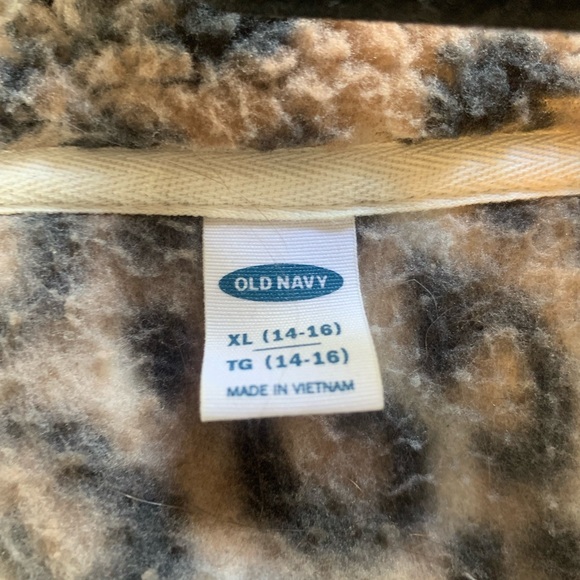 OLD NAVY
XL (14-16)
TG (14-16)
MADE IN VIETNAM